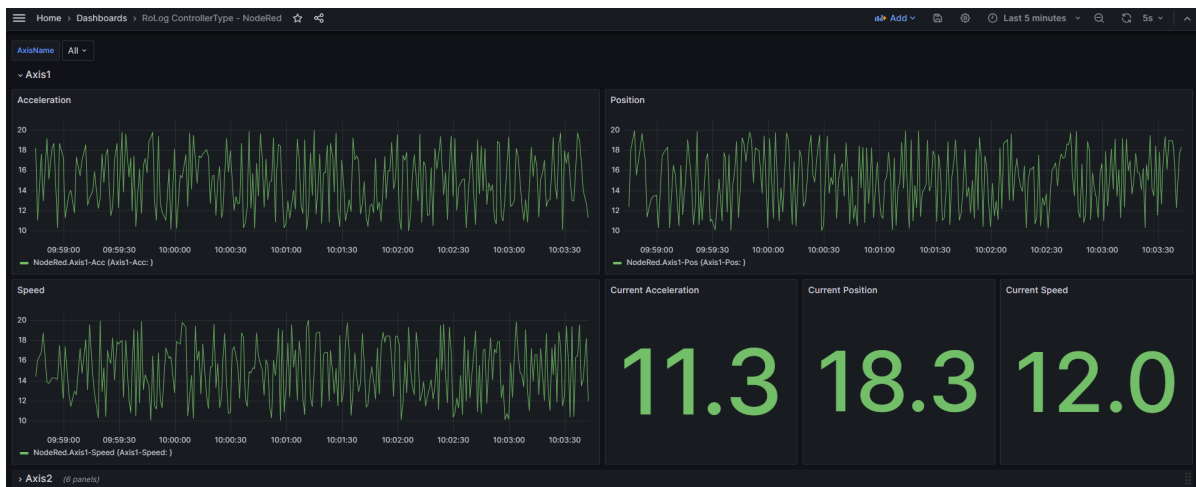 Home > Dashboards > RoLog ControllerType - NodeRed
Add
Last 5 minutes
5s
AxisName All
Axis1
Acceleration
20
18
16
14
12
10
09:59:00 09:59:30 10:00:00 10:00:30 10:01:00 10:01:30 10:02:00 10:02:30 10:03:00 10:03:30
NodeRed.Axis1-Acc {Axis1-Acc: }
Position
20
18
16
14
12
10
09:59:00 09:59:30 10:00:00 10:00:30 10:01:00 10:01:30 10:02:00 10:02:30 10:03:00 10:03:30
NodeRed.Axis1-Pos {Axis1-Pos: }
Speed
20
18
16
14
12
10
09:59:00 09:59:30 10:00:00 10:00:30 10:01:00 10:01:30 10:02:00 10:02:30 10:03:00 10:03:30
NodeRed.Axis1-Speed {Axis1-Speed: }
Current Acceleration
11.3
Current Position
18.3
Current Speed
12.0
Axis2 (6 panels)